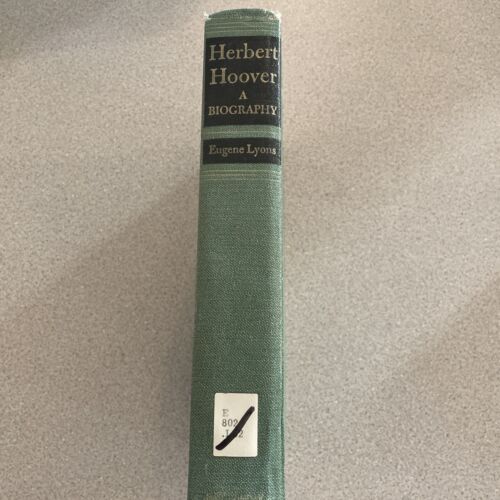 Herbert
Hoover
A
BIOGRAPHY
Eugene Lyons
E
802